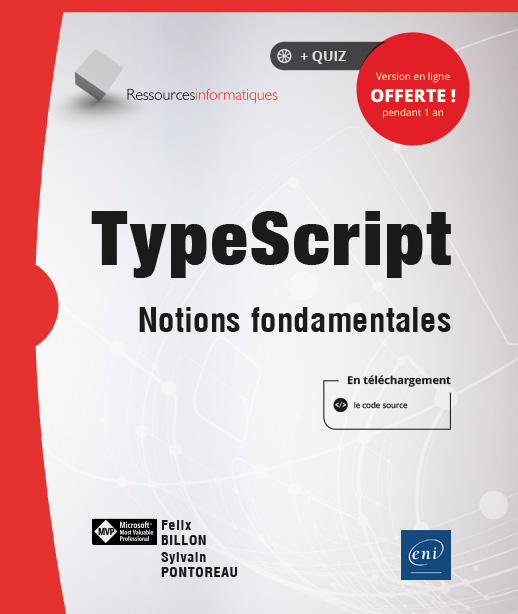 + QUIZ
Version en ligne
OFFERTE !
pendant 1 an
Ressourcesinformatiques
TypeScript
Notions fondamentales
En téléchargement
</>
le code source
MVP
Microsoft®
Most Valuable
Professional
Felix
BILLON
Sylvain
PONTOREAU
eni